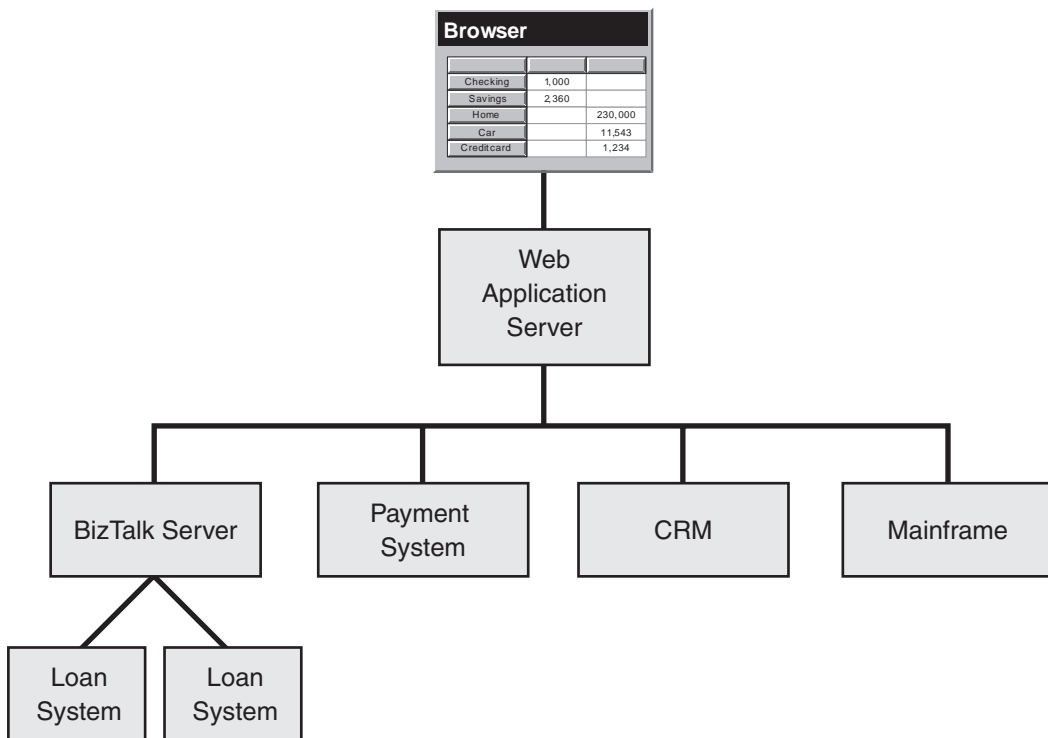 Browser
Checking 1,000
Savings 2,360
Home 230,000
Car 11,543
Creditcard 1,234
Web
Application
Server
BizTalk Server
Payment
System
CRM
Mainframe
Loan
System
Loan
System